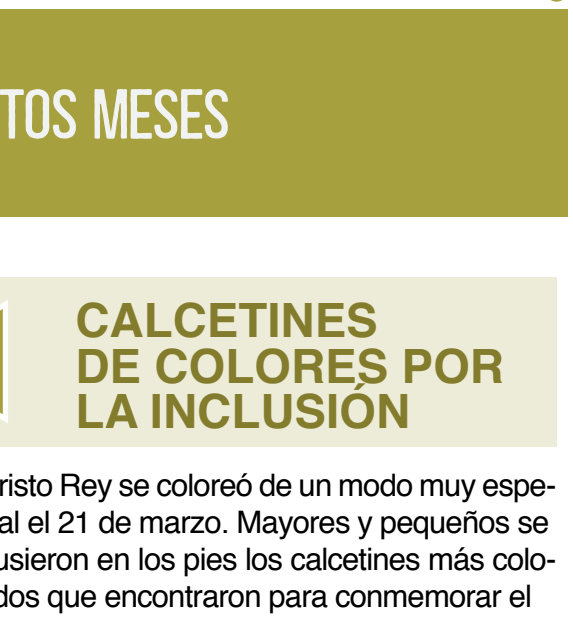 TOS MESES
CALCETINES
DE COLORES POR
LA INCLUSIÓN
risto Rey se coloreó de un modo muy espe-
al el 21 de marzo. Mayores y pequeños se
usieron en los pies los calcetines más colo-
dos que encontraron para conmemorar el